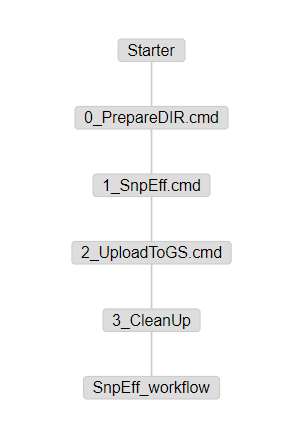 Starter
0_PrepareDIR.cmd
1_SnpEff.cmd
2_UploadToGS.cmd
3_CleanUp
SnpEff_workflow